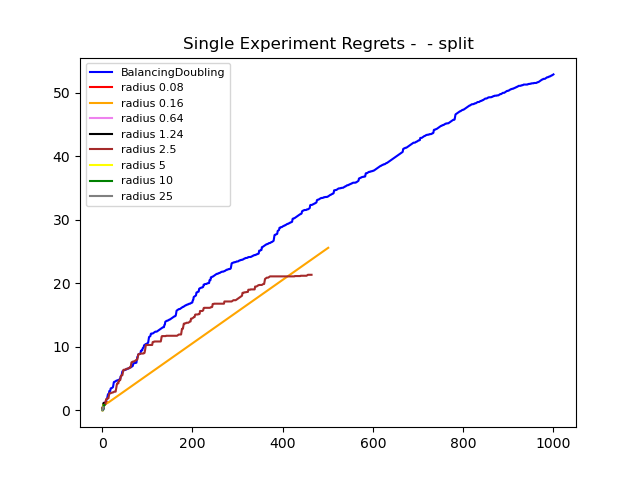 Single Experiment Regrets -  - split
BalancingDoubling
radius 0.08
radius 0.16
radius 0.64
radius 1.24
radius 2.5
radius 5
radius 10
radius 25
50
40
30
20
10
0
0 200 400 600 800 1000